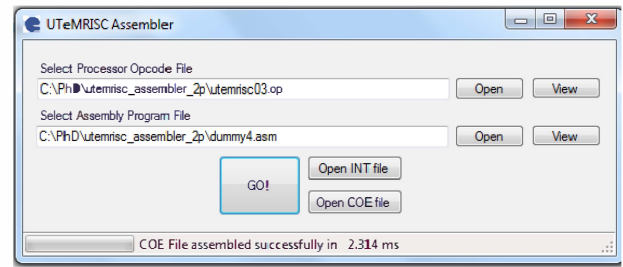 UTeMRISC Assembler
Select Processor Opcode File
C:\PhD\utemrisc_assembler_2p\utemrisc03.op
Open
View
Select Assembly Program File
C:\PhD\utemrisc_assembler_2p\dummy4.asm
Open
View
GO!
Open INT file
Open COE file
COE File assembled successfully in 2.314 ms